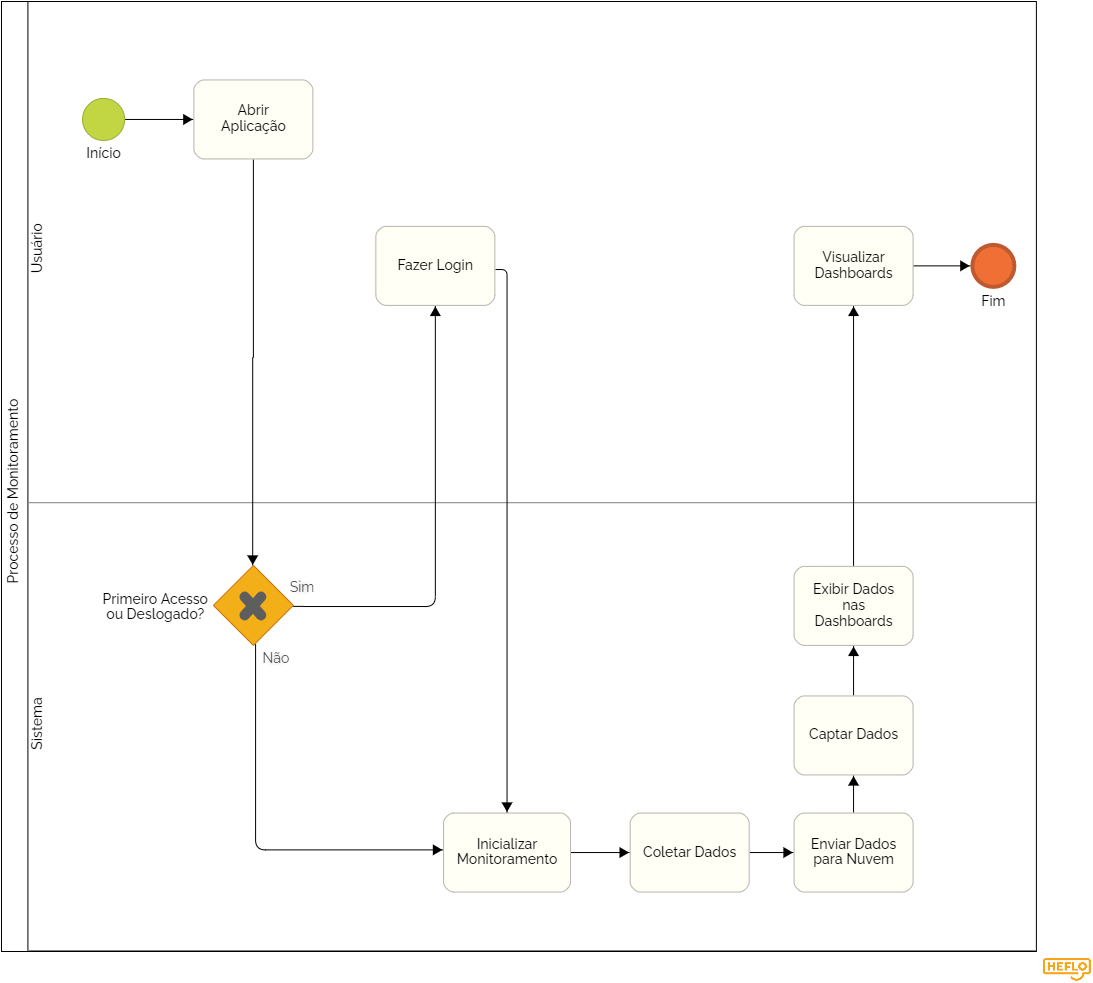 Processo de Monitoramento
Usuário
Início
Abrir
Aplicação
Fazer Login
Visualizar
Dashboards
Fim
Sistema
Primeiro Acesso
ou Deslogado?
Sim
Não
Inicializar
Monitoramento
Coletar Dados
Enviar Dados
para Nuvem
Captar Dados
Exibir Dados
nas
Dashboards
HEFLO